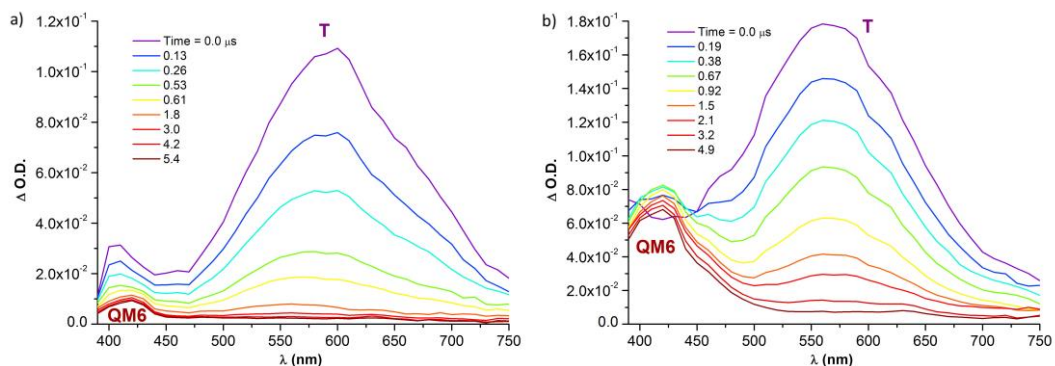 a)
T
Time = 0.0 μs
0.13
0.26
0.53
0.61
1.8
3.0
4.2
5.4
QM6
Δ O.D.
1.2x10⁻¹
1.0x10⁻¹
8.0x10⁻²
6.0x10⁻²
4.0x10⁻²
2.0x10⁻²
0.0
400 450 500 550 600 650 700 750
λ (nm)
b)
T
Time = 0.0 μs
0.19
0.38
0.67
0.92
1.5
2.1
3.2
4.9
QM6
Δ O.D.
1.8x10⁻¹
1.6x10⁻¹
1.4x10⁻¹
1.2x10⁻¹
1.0x10⁻¹
8.0x10⁻²
6.0x10⁻²
4.0x10⁻²
2.0x10⁻²
0.0
400 450 500 550 600 650 700 750
λ (nm)